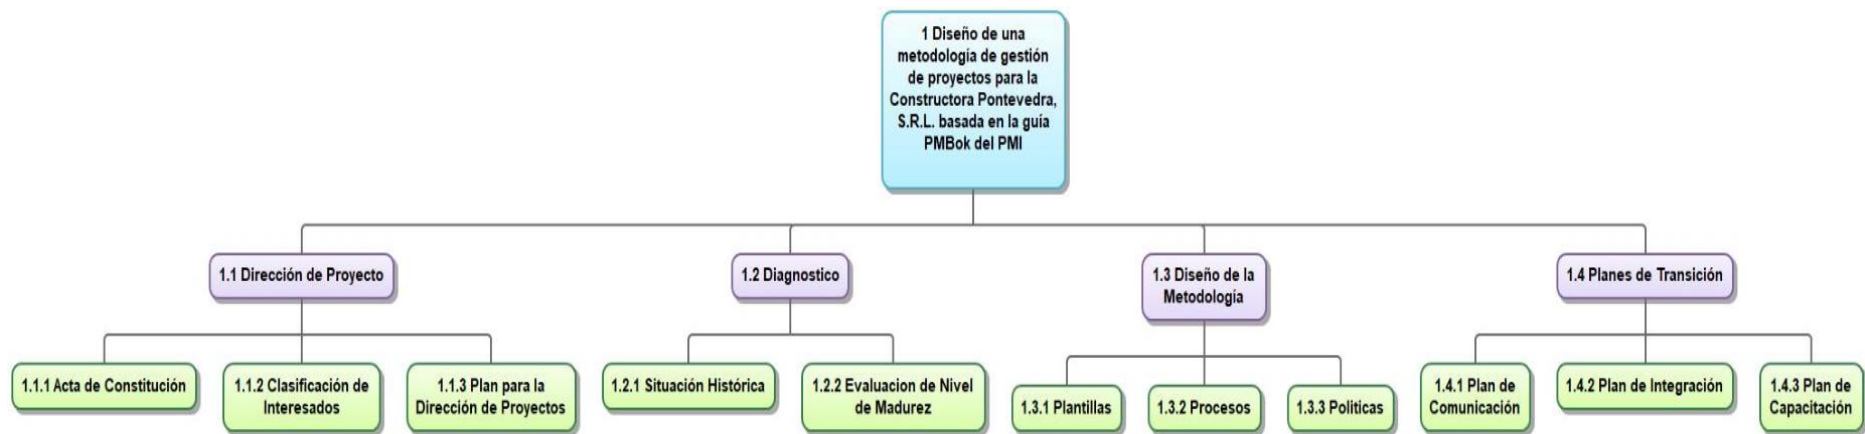 1 Diseño de una
metodología de gestión
de proyectos para la
Constructora Pontevedra,
S.R.L. basada en la guía
PMBok del PMI
1.1 Dirección de Proyecto
1.2 Diagnostico
1.3 Diseño de la
Metodología
1.4 Planes de Transición
1.1.1 Acta de Constitución
1.1.2 Clasificación de
Interesados
1.1.3 Plan para la
Dirección de Proyectos
1.2.1 Situación Histórica
1.2.2 Evaluacion de Nivel
de Madurez
1.3.1 Plantillas
1.3.2 Procesos
1.3.3 Politicas
1.4.1 Plan de
Comunicación
1.4.2 Plan de Integración
1.4.3 Plan de
Capacitación